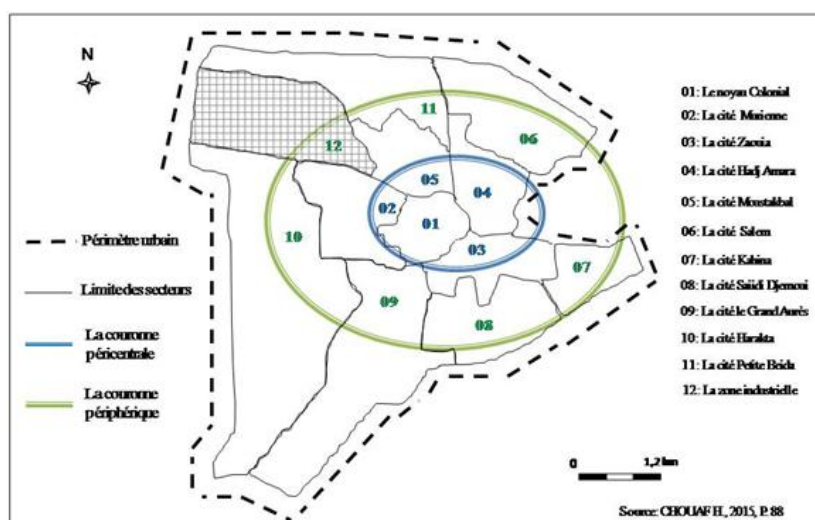 N
11
06
12
05
04
02
01
10
03
07
09
08
Périmètre urbain
Limite des secteurs
La couronne
péricentrale
La couronne
périphérique
01: Le noyau Colonial
02: La cité Murienne
03: La cité Zaouia
04: La cité Hadj Amara
05: La cité Moustakbal
06: La cité Salem
07: La cité Kahina
08: La cité Saiidi Djemoui
09: La cité le Grand Aurès
10: La cité Harakta
11: La cité Petite Beida
12: La zone industrielle
0 1,2 km
Source: CHOUAF H., 2015, P. 88